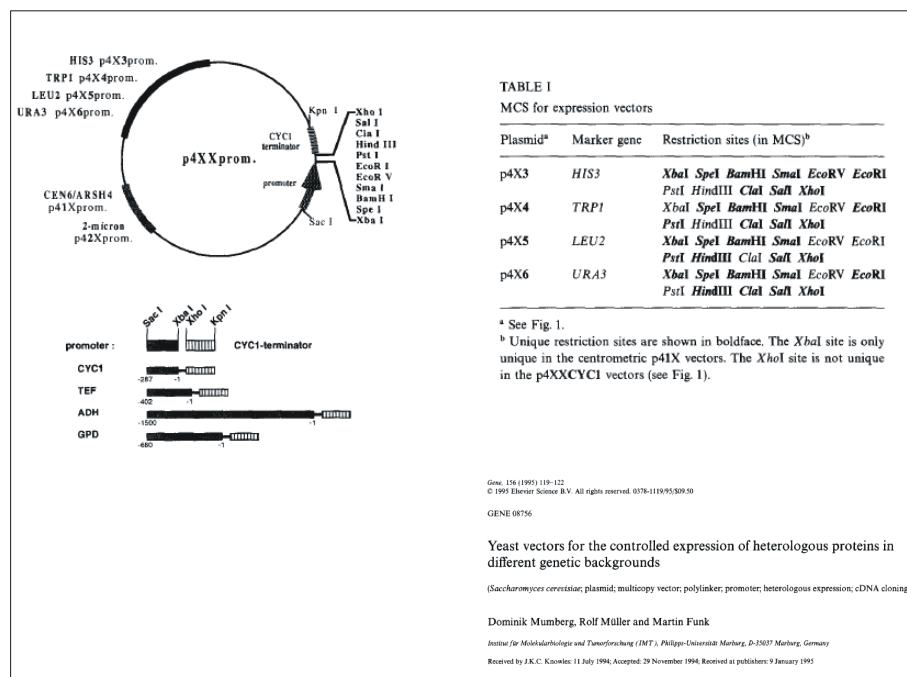 HIS3 p4X3prom.
TRP1 p4X4prom.
LEU2 p4X5prom.
URA3 p4X6prom.
p4XXprom.
CEN6/ARSH4
p41Xprom.
2-micron
p42Xprom.
Kpn I
CYC1
terminator
promoter
Sac I
Xho I
Sal I
Cla I
Hind III
Pst I
EcoR I
EcoR V
Sma I
BamH I
Spe I
Xba I
Sac I
Xba I
Xho I
Kpn I
promoter : CYC1-terminator
CYC1
-287 -1
TEF
-402 -1
ADH
-1500 -1
GPD
-680 -1
TABLE I
MCS for expression vectors
Plasmidᵃ Marker gene Restriction sites (in MCS)ᵇ
p4X3 HIS3 XbaI SpeI BamHI SmaI EcoRV EcoRI
PstI HindIII ClaI SalI XhoI
p4X4 TRP1 XbaI SpeI BamHI SmaI EcoRV EcoRI
PstI HindIII ClaI SalI XhoI
p4X5 LEU2 XbaI SpeI BamHI SmaI EcoRV EcoRI
PstI HindIII ClaI SalI XhoI
p4X6 URA3 XbaI SpeI BamHI SmaI EcoRV EcoRI
PstI HindIII ClaI SalI XhoI
ᵃ See Fig. 1.
ᵇ Unique restriction sites are shown in boldface. The XbaI site is only
unique in the centrometric p41X vectors. The XhoI site is not unique
in the p4XXCYC1 vectors (see Fig. 1).
Gene, 156 (1995) 119–122
© 1995 Elsevier Science B.V. All rights reserved. 0378-1119/95/$09.50
GENE 08756
Yeast vectors for the controlled expression of heterologous proteins in
different genetic backgrounds
(Saccharomyces cerevisiae; plasmid; multicopy vector; polylinker; promoter; heterologous expression; cDNA cloning
Dominik Mumberg, Rolf Müller and Martin Funk
Institut für Molekularbiologie und Tumorforschung (IMT), Philipps-Universität Marburg, D-35037 Marburg, Germany
Received by J.K.C. Knowles: 11 July 1994; Accepted: 29 November 1994; Received at publishers: 9 January 1995